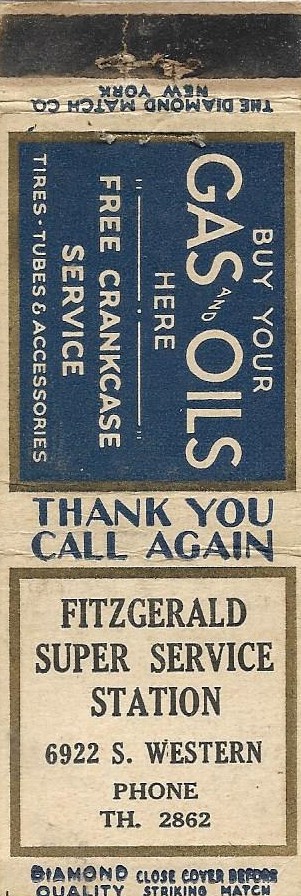 THE DIAMOND MATCH CO.
NEW YORK
BUY YOUR
GAS AND OILS
HERE
FREE CRANKCASE
SERVICE
TIRES · TUBES & ACCESSORIES
THANK YOU
CALL AGAIN
FITZGERALD
SUPER SERVICE
STATION
6922 S. WESTERN
PHONE
TH. 2862
DIAMOND QUALITY
CLOSE COVER BEFORE
STRIKING MATCH